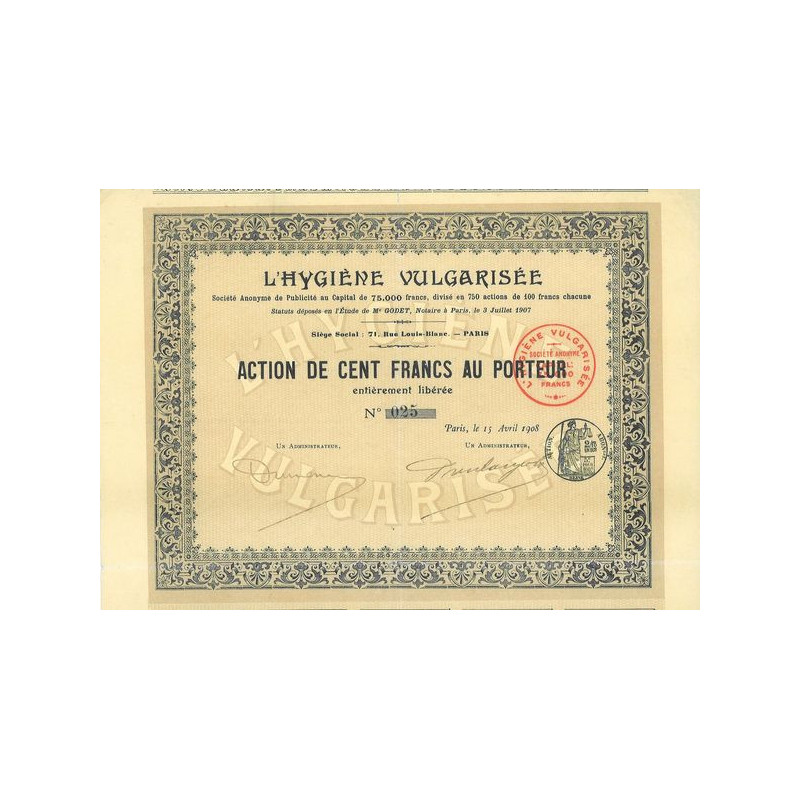 L'HYGIÈNE VULGARISÉE
Société Anonyme de Publicité au Capital de 75.000 francs, divisé en 750 actions de 100 francs chacune
Statuts déposés en l'Étude de Me GODET, Notaire à Paris, le 3 Juillet 1907
Siège Social : 71, Rue Louis-Blanc. — PARIS
L'HYGIÈNE VULGARISÉE
SOCIÉTÉ ANONYME
FRANCS
ACTION DE CENT FRANCS AU PORTEUR
entièrement libérée
N° 025
Paris, le 15 Avril 1908
UN ADMINISTRATEUR,
UN ADMINISTRATEUR,
L'HYGIEN
VULGARISE